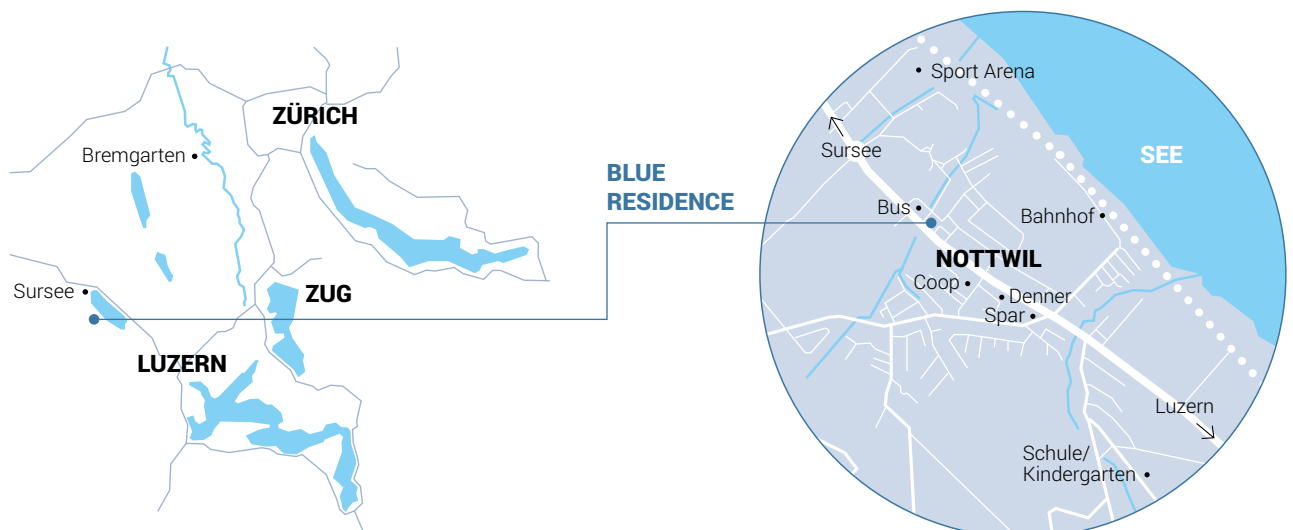 ZÜRICH
Bremgarten
Sursee
ZUG
LUZERN
BLUE
RESIDENCE
Sport Arena
Sursee
SEE
Bus
Bahnhof
NOTTWIL
Coop
Denner
Spar
Luzern
Schule/
Kindergarten